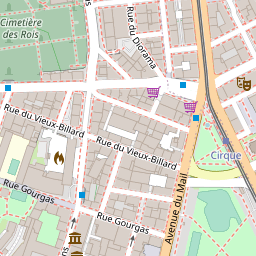 Cimetière
des Rois
Rue du Diorama
Rue du Vieux-Billard
Rue du Vieux-Billard
Cirque
Rue Gourgas
Rue Gourgas
Avenue du Mail